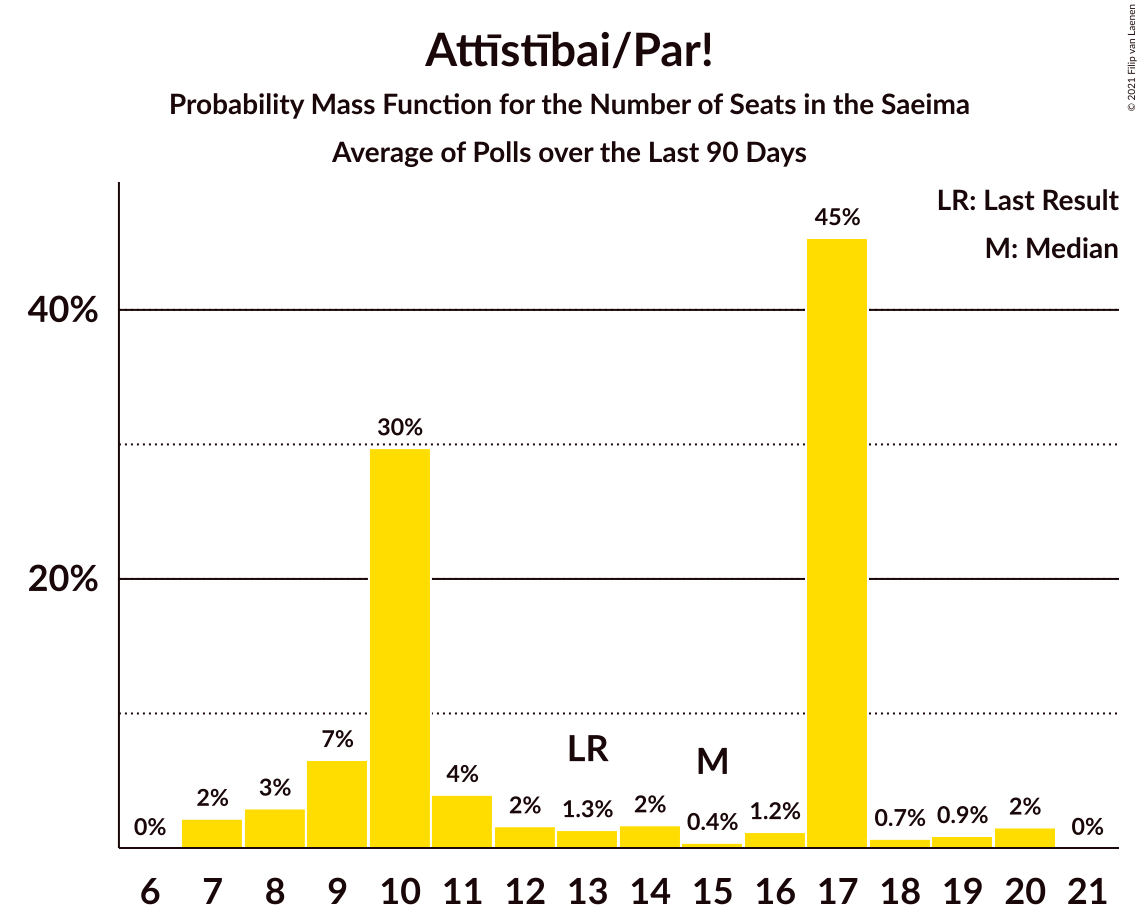 Attīstībai/Par!
Probability Mass Function for the Number of Seats in the Saeima
Average of Polls over the Last 90 Days
© 2021 Filip van Laenen
LR: Last Result
M: Median
45%
40%
30%
20%
7%
LR
M
4%
3%
2%
2%
1.3%
2%
0.4%
1.2%
0.7%
0.9%
2%
0%
0%
6 7 8 9 10 11 12 13 14 15 16 17 18 19 20 21